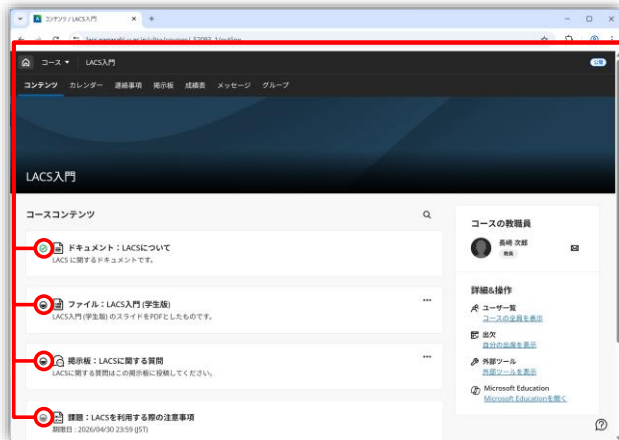 コンテンツ / LACS入門
コース
LACS入門
公開
コンテンツ カレンダー 連絡事項 掲示板 成績表 メッセージ グループ
LACS入門
コースコンテンツ
ドキュメント：LACSについて
LACS に関するドキュメントです。
ファイル：LACS入門 (学生版)
LACS入門 (学生版) のスライドをPDFとしたものです。
掲示板：LACSに関する質問
LACSに関する質問はこの掲示板に投稿してください。
課題：LACSを利用する際の注意事項
期限日：2026/04/30 23:59 (JST)
コースの教職員
長崎 次郎
職員
詳細&操作
ユーザ一覧
コースの全員を表示
出欠
自分の出席を表示
外部ツール
外部ツールを表示
Microsoft Education
Microsoft Educationを開く